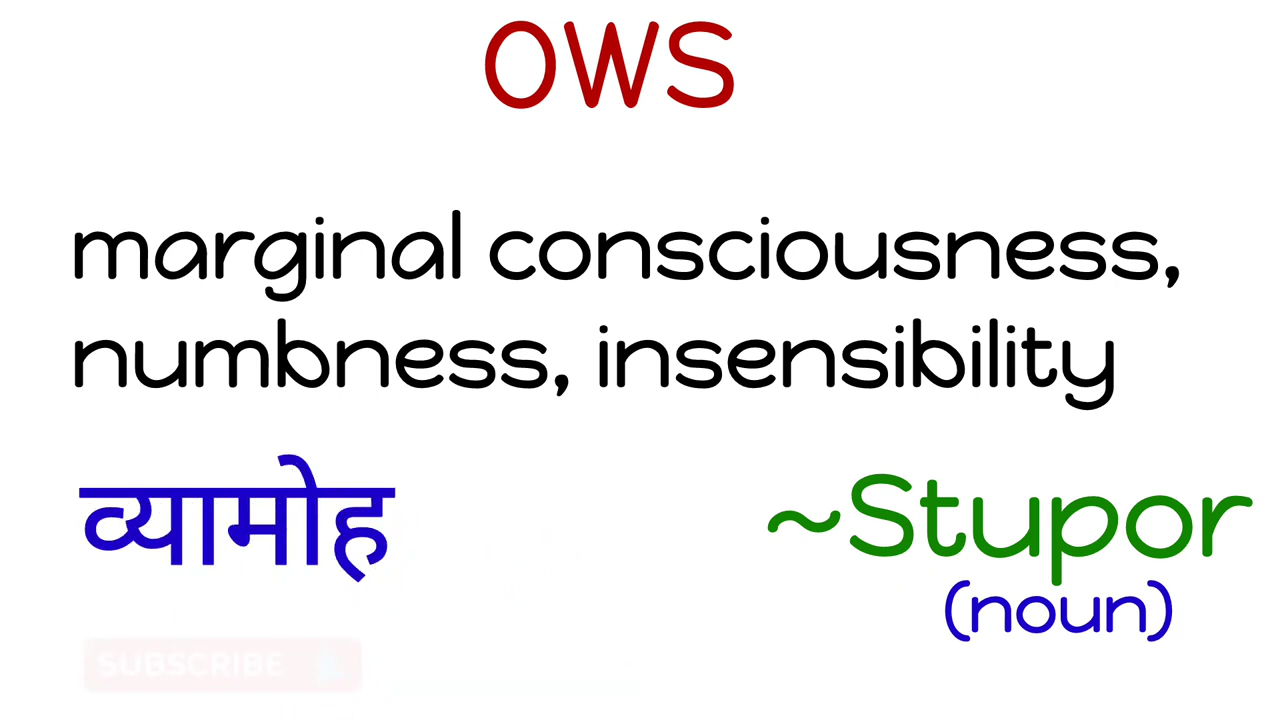 OWS
marginal consciousness,
numbness, insensibility
व्यामोह
~Stupor
(noun)
SUBSCRIBE